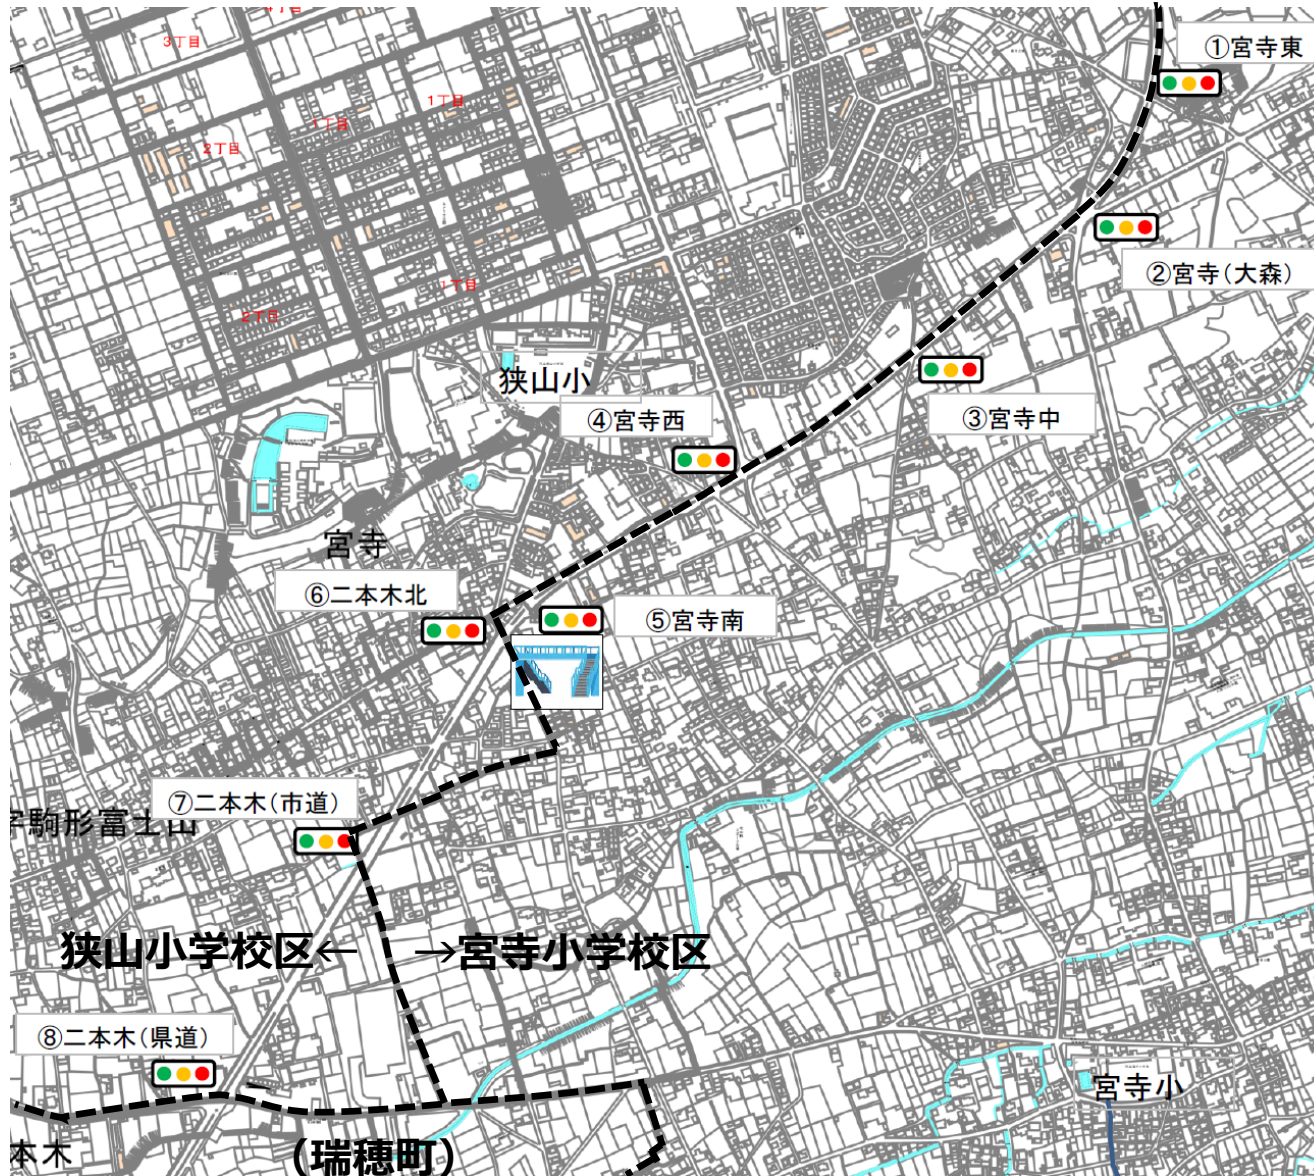 4丁目
3丁目
①宮寺東
1丁目
1丁目
2丁目
②宮寺(大森)
1丁目
2丁目
狭山小
④宮寺西
③宮寺中
宮寺
⑥二本木北
⑤宮寺南
⑦二本木(市道)
字駒形富士山
狭山小学校区←
→宮寺小学校区
⑧二本木(県道)
宮寺小
本木
(瑞穂町)